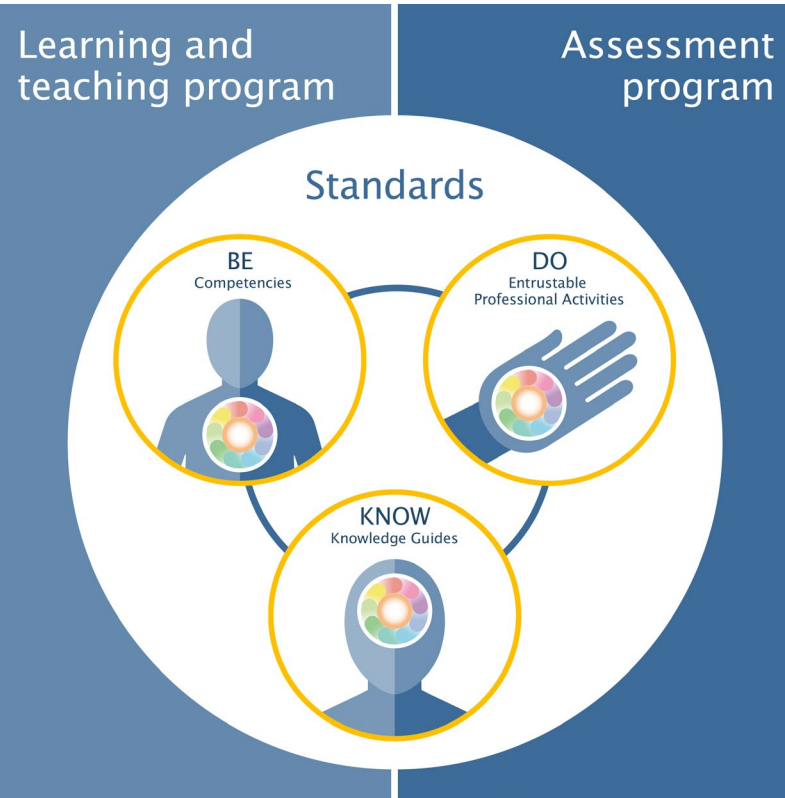 Learning and
teaching program
Assessment
program
Standards
BE
Competencies
DO
Entrustable
Professional Activities
KNOW
Knowledge Guides